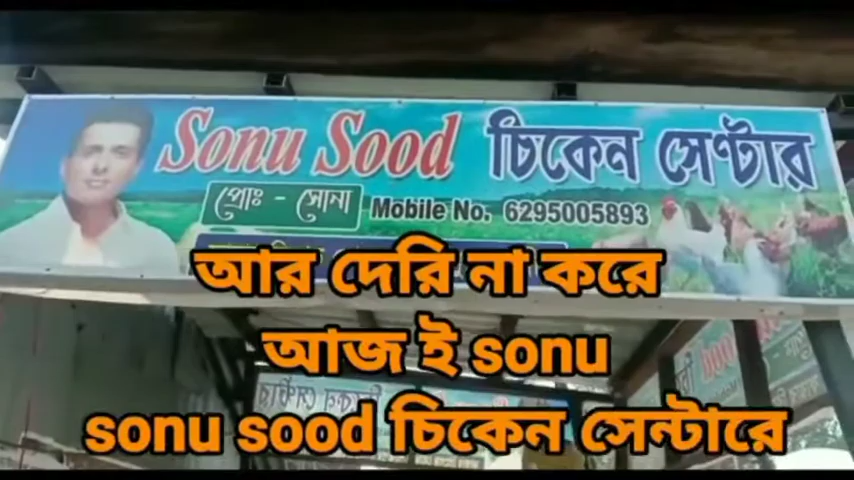 Sonu Sood চিকেন সেণ্টার
প্রোঃ - সোনা Mobile No. 6295005893
আর দেরি না করে
আজ ই sonu
sonu sood চিকেন সেন্টারে